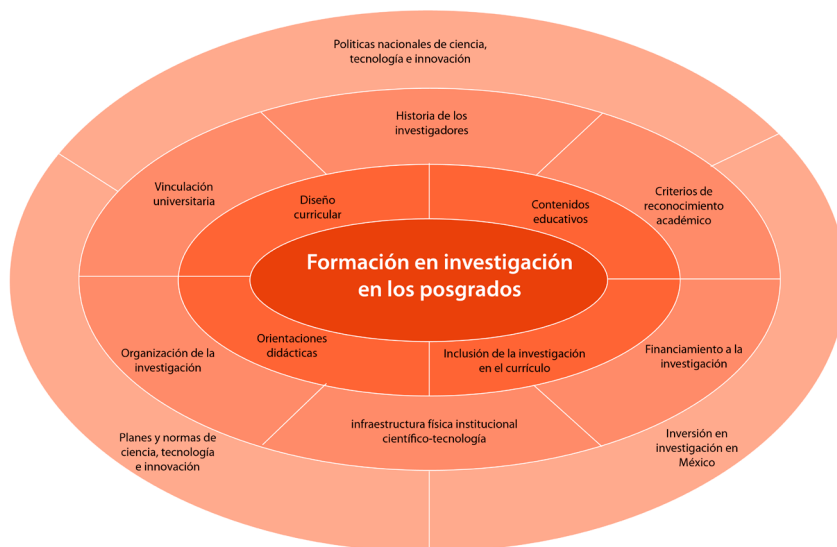 Políticas nacionales de ciencia,
tecnología e innovación
Historia de los
investigadores
Vinculación
universitaria
Criterios de
reconocimiento
académico
Diseño
curricular
Contenidos
educativos
Formación en investigación
en los posgrados
Orientaciones
didácticas
Inclusión de la investigación
en el currículo
Organización de la
investigación
Financiamiento a la
investigación
infraestructura física institucional
científico-tecnología
Planes y normas de
ciencia, tecnología
e innovación
Inversión en
investigación en
México